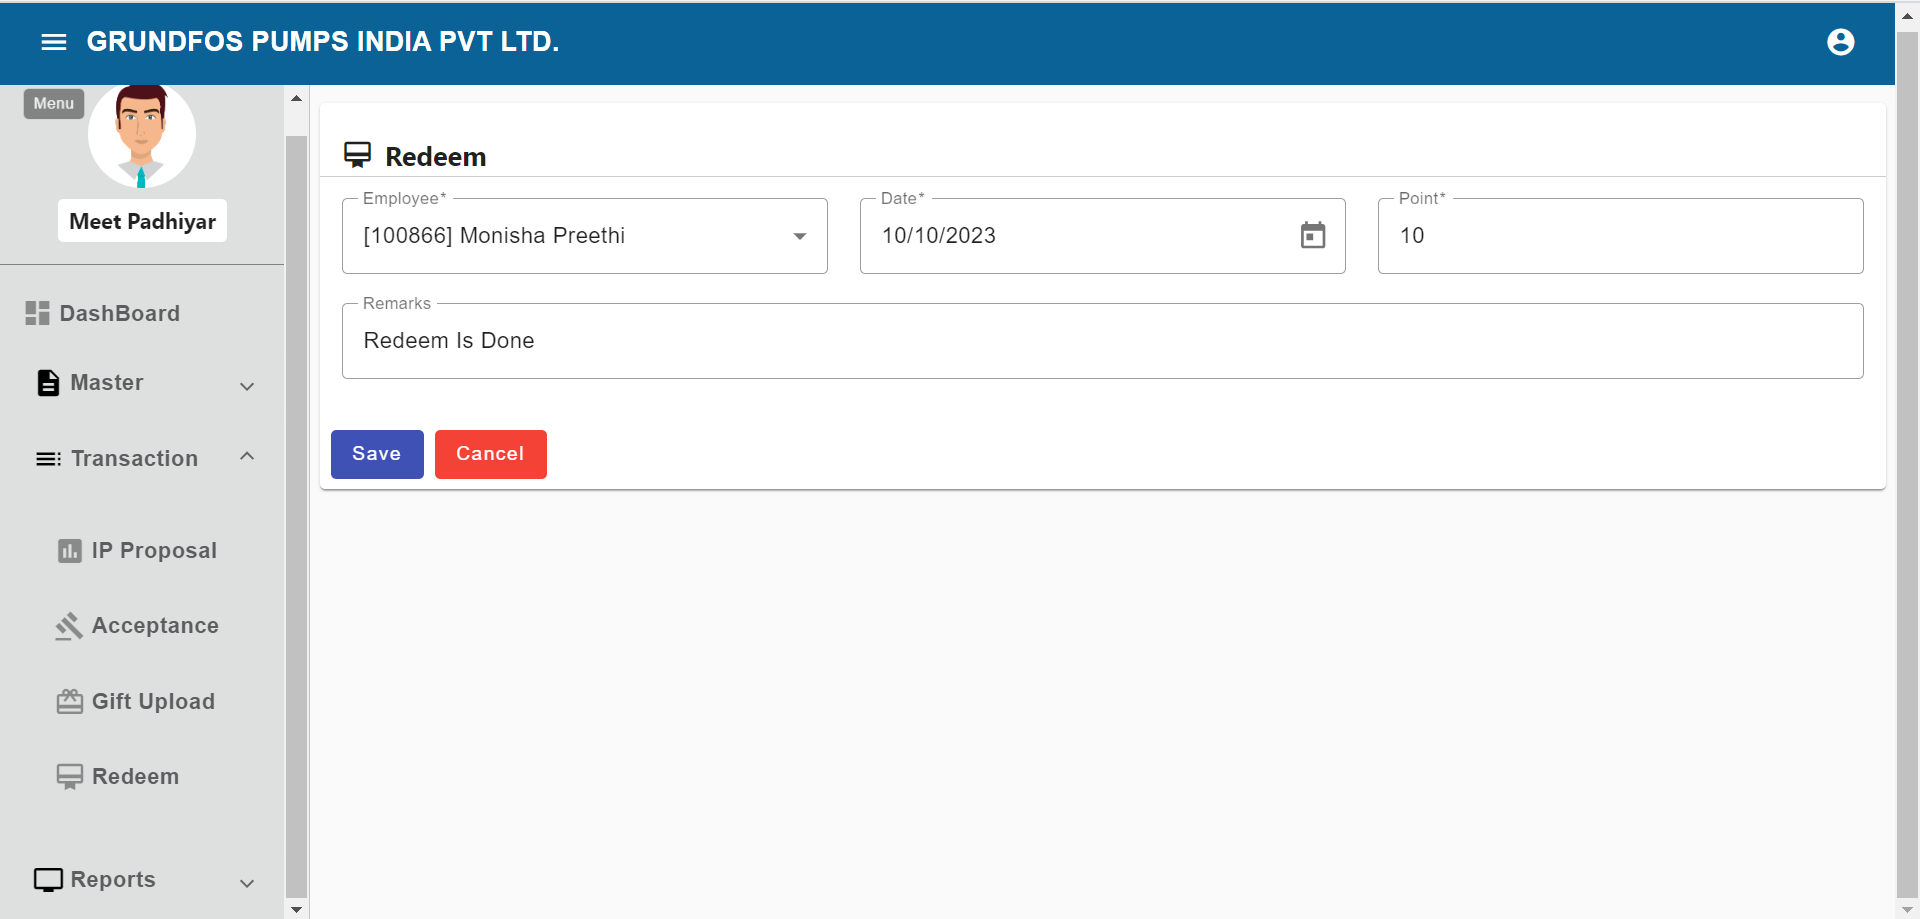 GRUNDFOS PUMPS INDIA PVT LTD.
Menu
Meet Padhiyar
DashBoard
Master
Transaction
IP Proposal
Acceptance
Gift Upload
Redeem
Reports
Redeem
Employee*
[100866] Monisha Preethi
Date*
10/10/2023
Point*
10
Remarks
Redeem Is Done
Save
Cancel